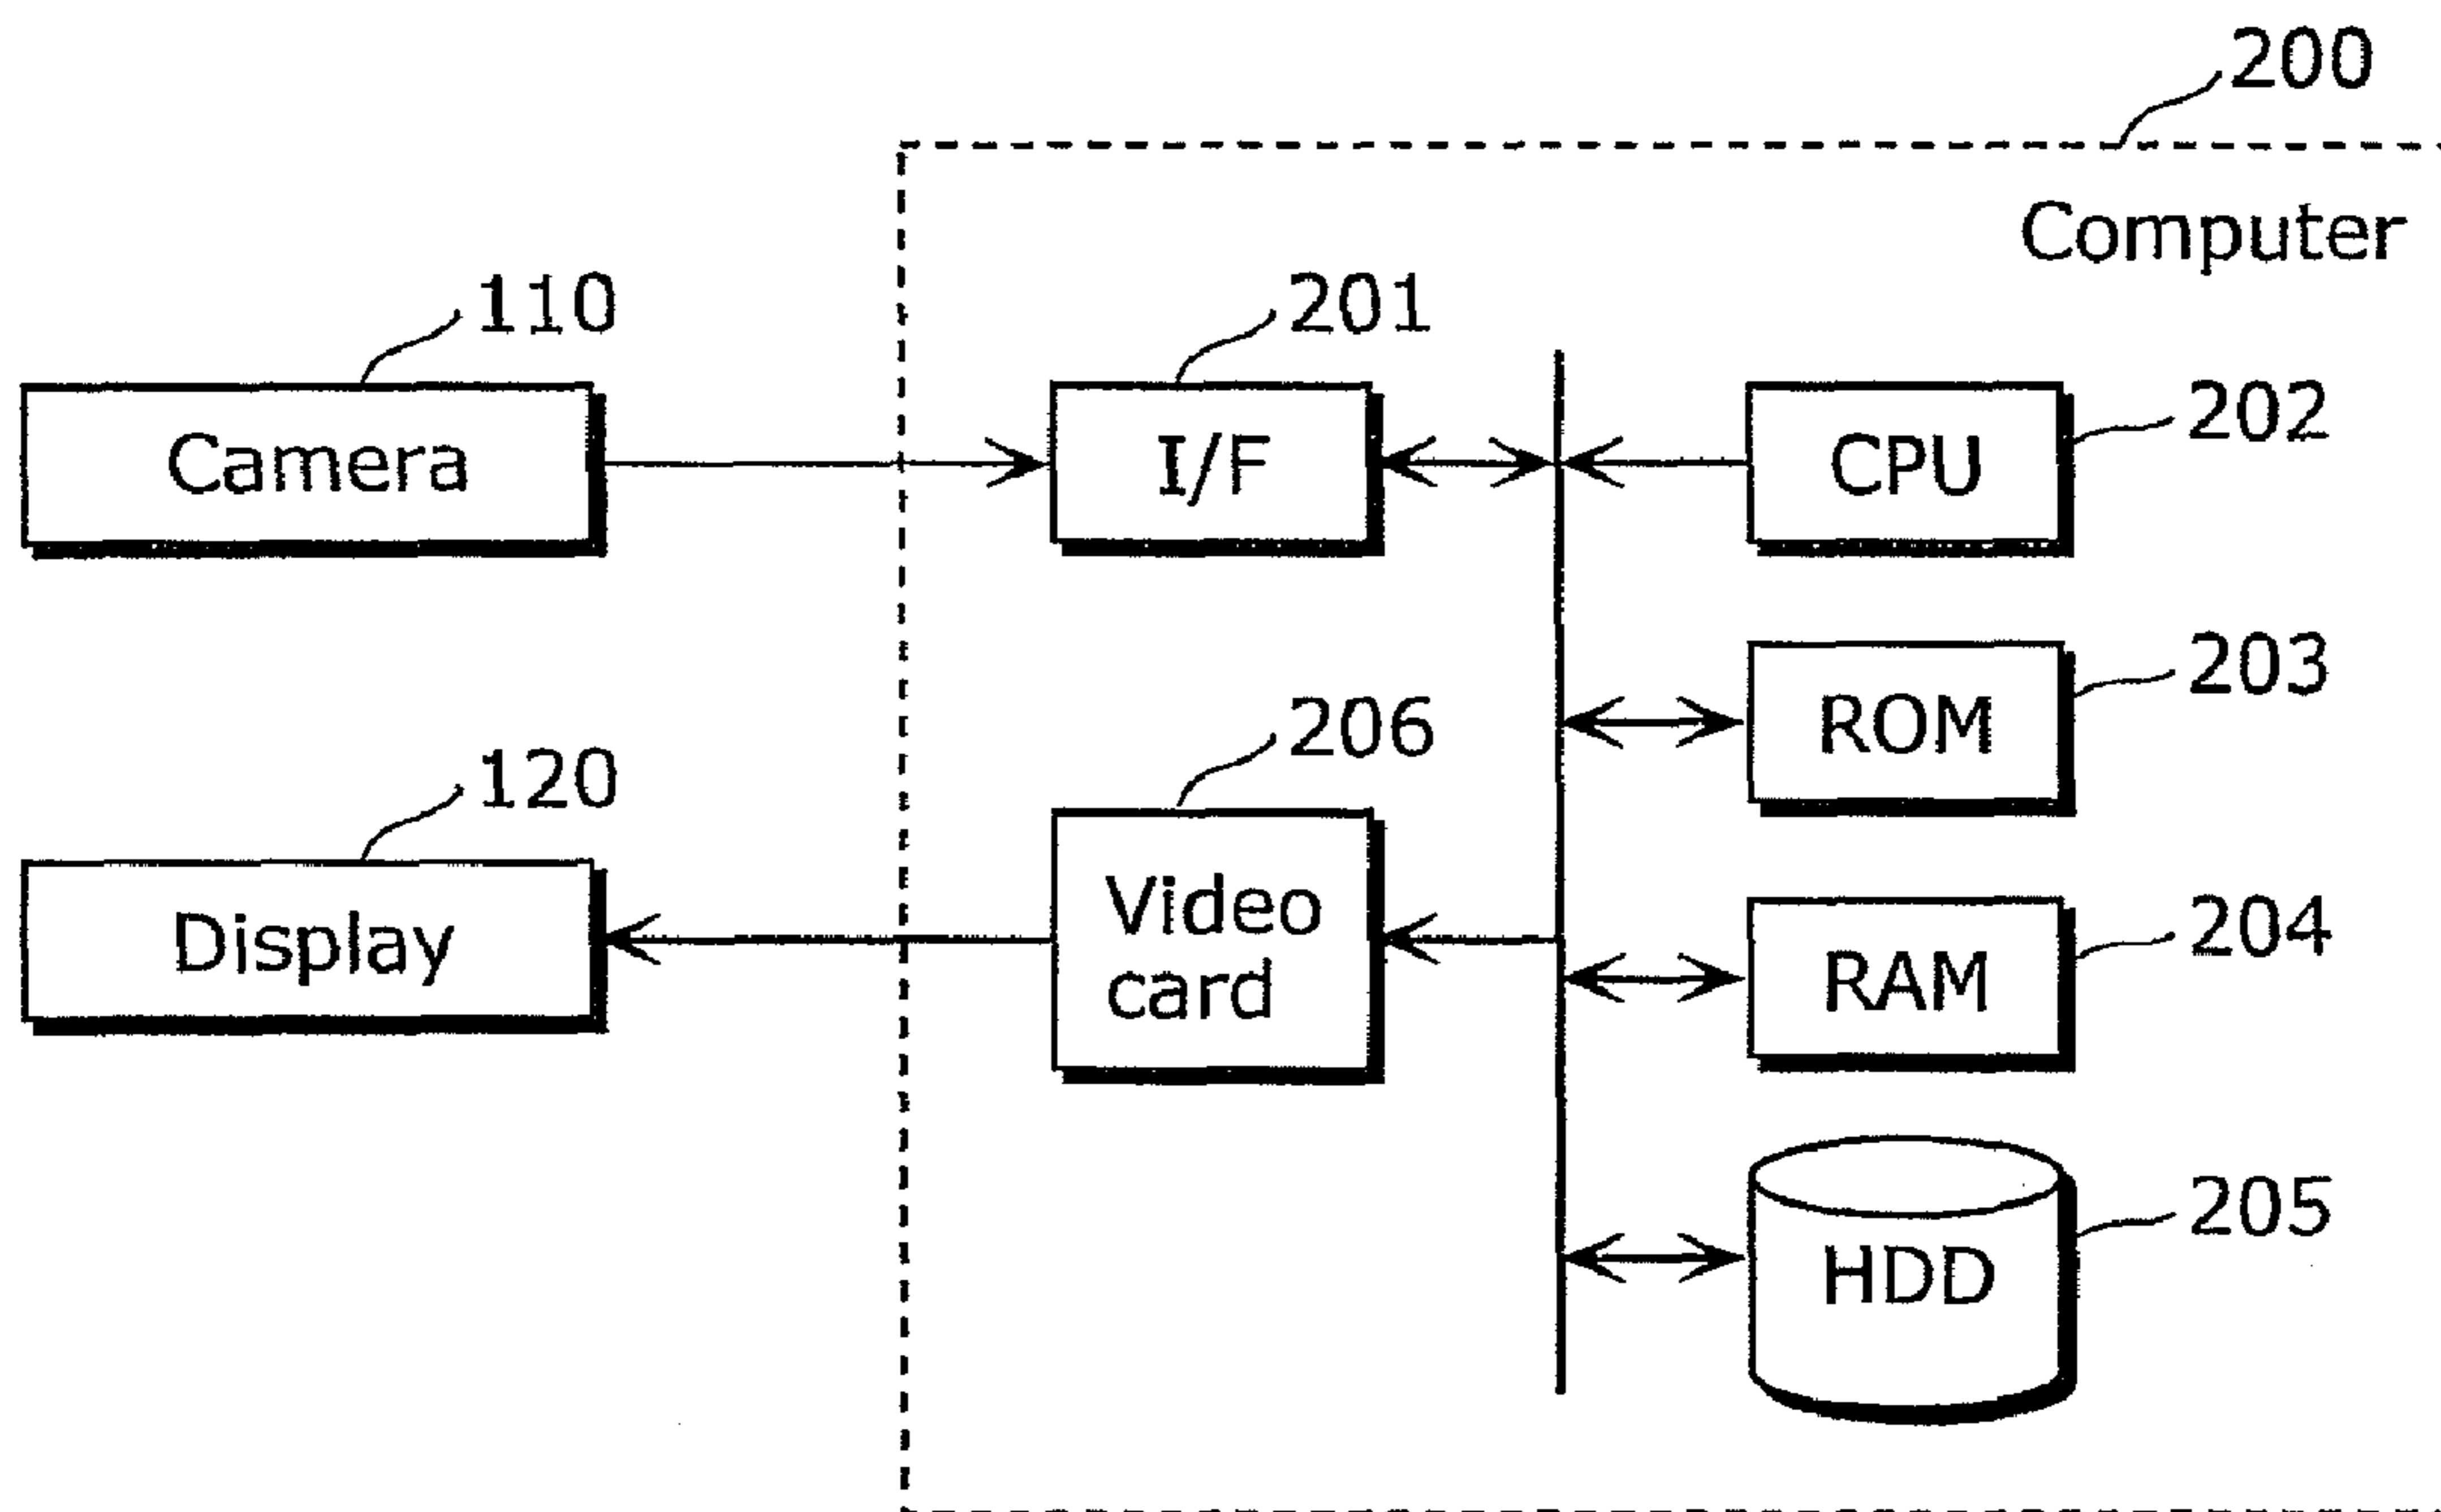 200
Computer
110
201
Camera
I/F
CPU
202
203
ROM
206
120
Display
Video
card
204
RAM
205
HDD